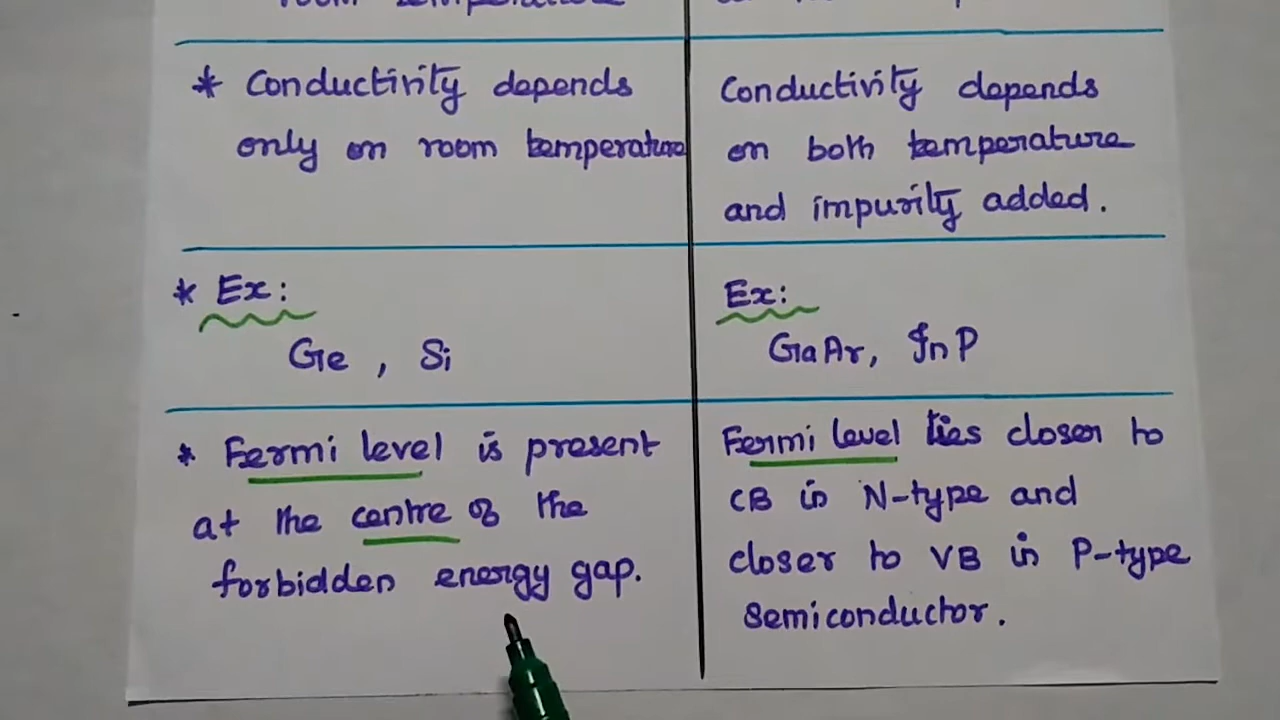 * Conductivity depends
only on room temperature
Conductivity depends
on both temperature
and impurity added.
* Ex:
Ge , Si
Ex:
GaAr, InP
* Fermi level is present
at the centre of the
forbidden energy gap.
Fermi level lies closer to
CB in N-type and
closer to VB in P-type
semiconductor.